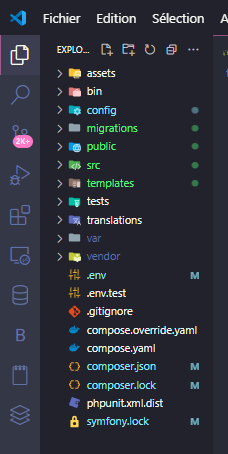 Fichier Edition Sélection A
EXPLO...
assets
bin
config
migrations
public
src
templates
tests
translations
var
vendor
.env M
.env.test
.gitignore
compose.override.yaml
compose.yaml
composer.json M
composer.lock M
phpunit.xml.dist
symfony.lock M
2K+
B